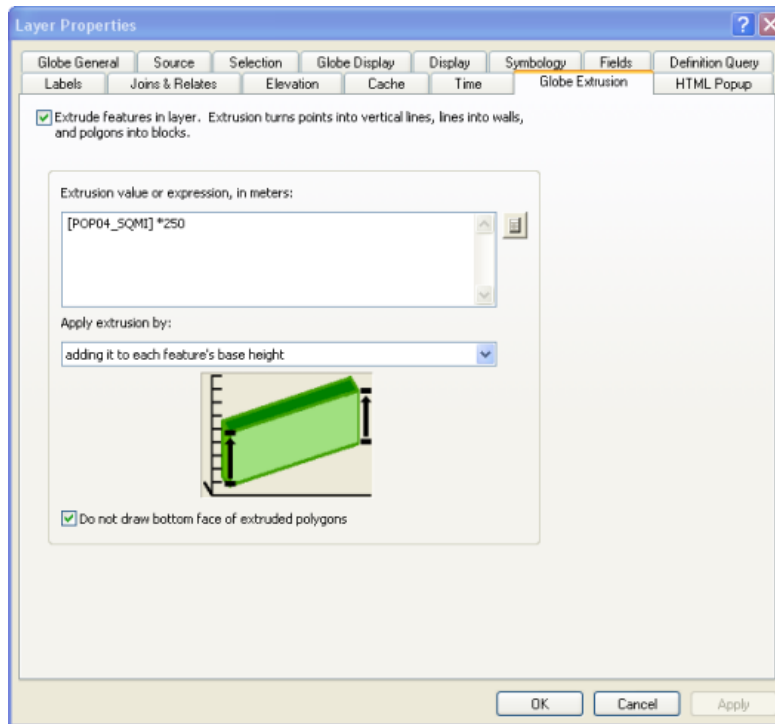 Layer Properties
Globe General Source Selection Globe Display Display Symbology Fields Definition Query
Labels Joins & Relates Elevation Cache Time Globe Extrusion HTML Popup
Extrude features in layer. Extrusion turns points into vertical lines, lines into walls,
and polgons into blocks.
Extrusion value or expression, in meters:
[POP04_SQMI] *250
Apply extrusion by:
adding it to each feature's base height
Do not draw bottom face of extruded polygons
OK Cancel Apply